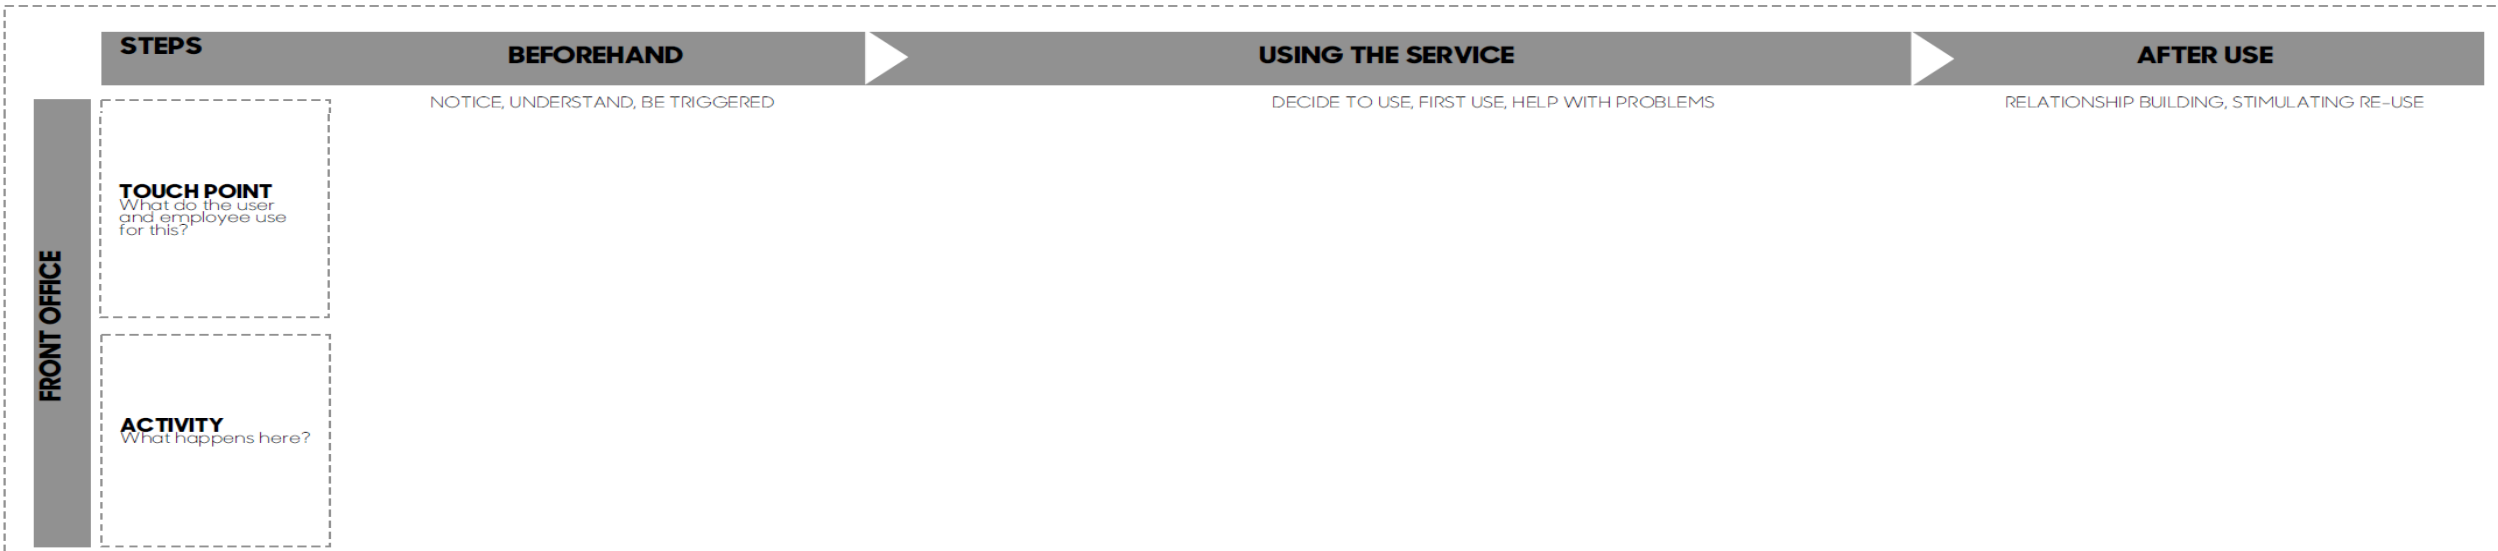 STEPS
BEFOREHAND
USING THE SERVICE
AFTER USE
NOTICE, UNDERSTAND, BE TRIGGERED
DECIDE TO USE, FIRST USE, HELP WITH PROBLEMS
RELATIONSHIP BUILDING, STIMULATING RE-USE
FRONT OFFICE
TOUCH POINT
What do the user
and employee use
for this?
ACTIVITY
What happens here?